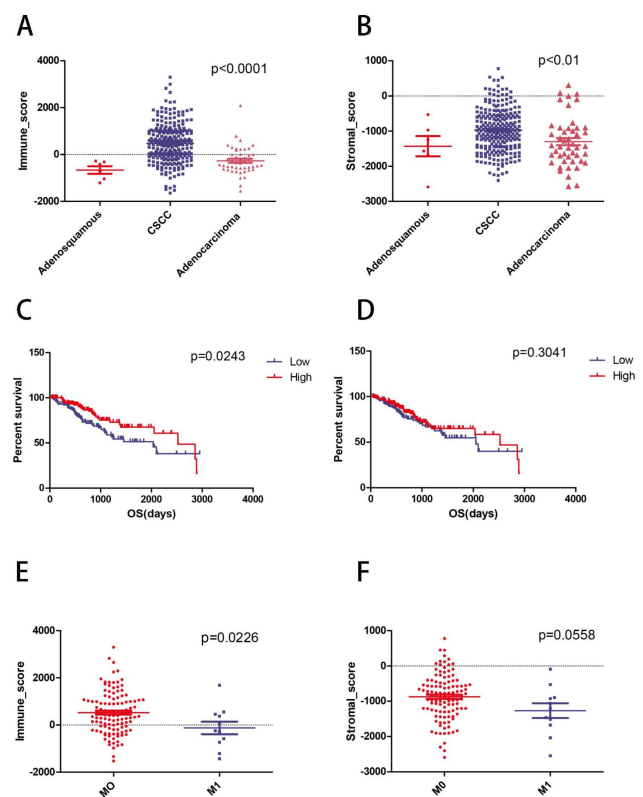 A
B
p<0.0001
p<0.01
Immune_score
4000
2000
0
-2000
Adenosquamous
CSCC
Adenocarcinoma
Stromal_score
1000
0
-1000
-2000
-3000
Adenosquamous
CSCC
Adenocarcinoma
C
D
p=0.0243
Low
High
Percent survival
150
100
50
0
0
1000
2000
3000
4000
OS(days)
p=0.3041
Low
High
Percent survival
150
100
50
0
0
1000
2000
3000
4000
OS(days)
E
F
p=0.0226
Immune_score
4000
2000
0
-2000
MO
M1
p=0.0558
Stromal_score
1000
0
-1000
-2000
-3000
M0
M1